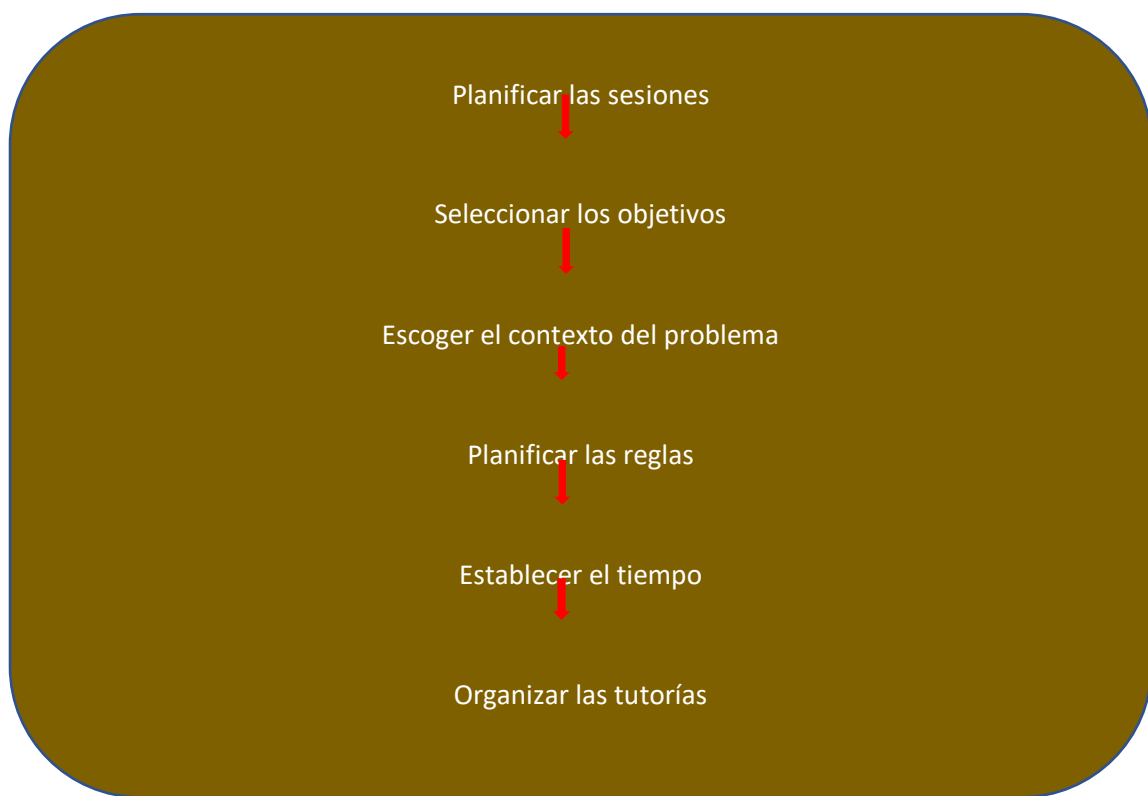 Planificar las sesiones
Seleccionar los objetivos
Escoger el contexto del problema
Planificar las reglas
Establecer el tiempo
Organizar las tutorías